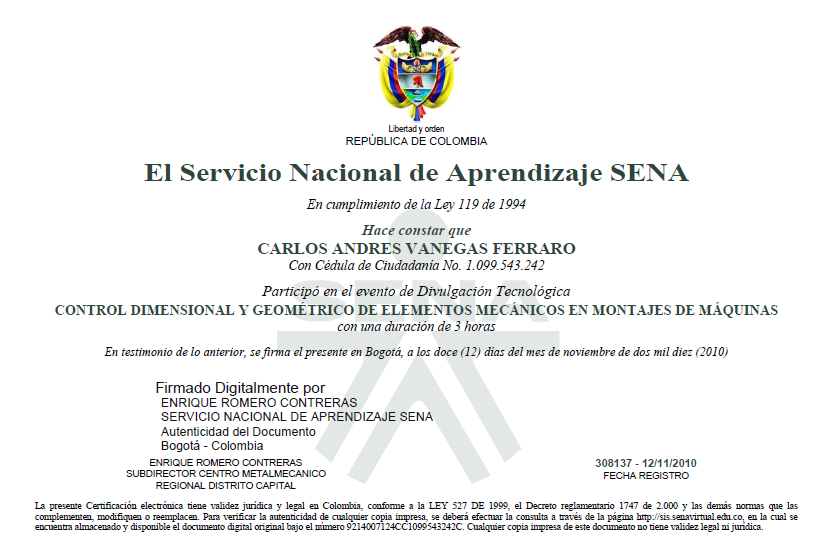 Libertad y orden
REPÚBLICA DE COLOMBIA
El Servicio Nacional de Aprendizaje SENA
En cumplimiento de la Ley 119 de 1994
Hace constar que
CARLOS ANDRES VANEGAS FERRARO
Con Cédula de Ciudadanía No. 1.099.543.242
Participó en el evento de Divulgación Tecnológica
SENA
CONTROL DIMENSIONAL Y GEOMÉTRICO DE ELEMENTOS MECÁNICOS EN MONTAJES DE MÁQUINAS
con una duración de 3 horas
En testimonio de lo anterior, se firma el presente en Bogotá, a los doce (12) días del mes de noviembre de dos mil diez (2010)
Firmado Digitalmente por
ENRIQUE ROMERO CONTRERAS
SERVICIO NACIONAL DE APRENDIZAJE SENA
Autenticidad del Documento
Bogotá - Colombia
ENRIQUE ROMERO CONTRERAS
SUBDIRECTOR CENTRO METALMECANICO
REGIONAL DISTRITO CAPITAL
308137 - 12/11/2010
FECHA REGISTRO
La presente Certificación electrónica tiene validez jurídica y legal en Colombia, conforme a la LEY 527 DE 1999, el Decreto reglamentario 1747 de 2.000 y las demás normas que las
complementen, modifiquen o reemplacen. Para verificar la autenticidad de cualquier copia impresa, se deberá efectuar la consulta a través de la página http://sis.senavirtual.edu.co, en la cual se
encuentra almacenado y disponible el documento digital original bajo el número 9214007124CC1099543242C. Cualquier copia impresa de este documento no tiene validez legal ni jurídica.